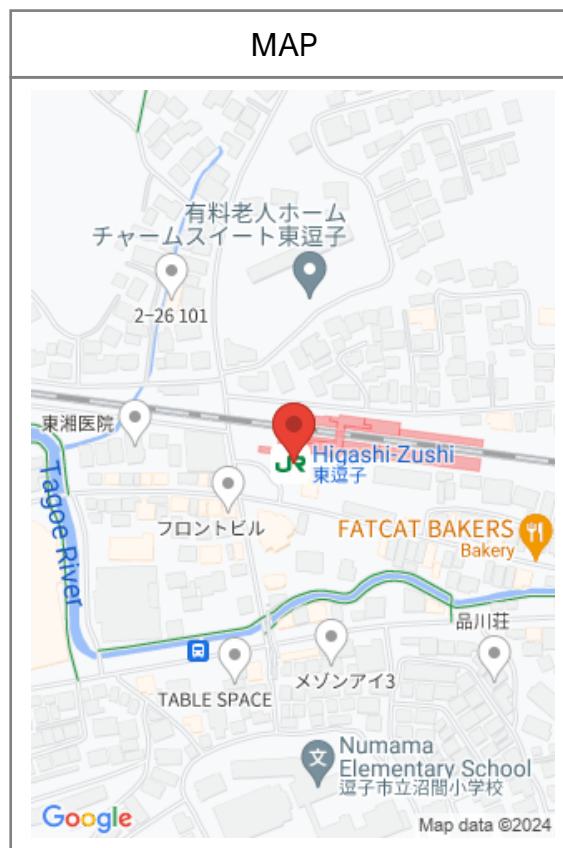 MAP
有料老人ホーム
チャームスイート東逗子
2-26 101
東湘医院
JR
Higashi-Zushi
東逗子
フロントビル
Tagoe River
FATCAT BAKERS
Bakery
品川荘
メゾンアイ3
TABLE SPACE
文
Numama
Elementary School
逗子市立沼間小学校
Google
Map data ©2024